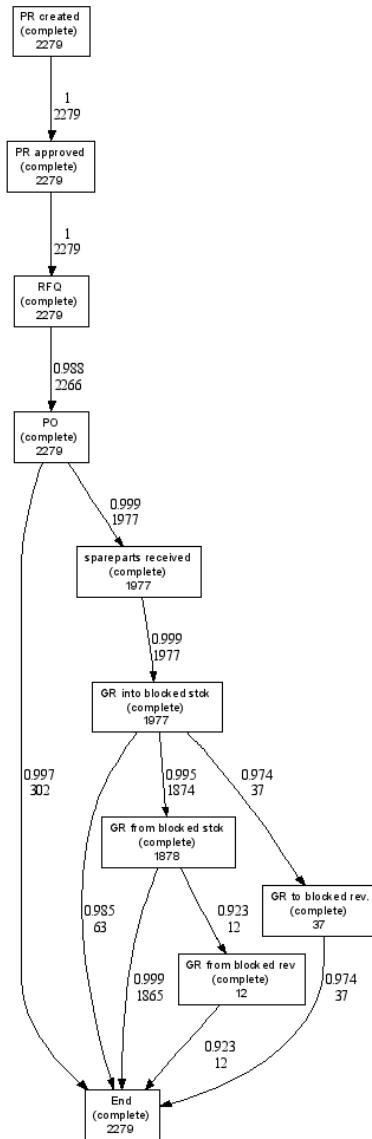 PR created
(complete)
2279
1
2279
PR approved
(complete)
2279
1
2279
RFQ
(complete)
2279
0.988
2266
PO
(complete)
2279
0.999
1977
spareparts received
(complete)
1977
0.999
1977
GR into blocked stck
(complete)
1977
0.997
302
0.995
1874
0.974
37
GR from blocked stck
(complete)
1878
0.985
63
0.999
1865
0.923
12
GR to blocked rev.
(complete)
37
GR from blocked rev
(complete)
12
0.974
37
0.923
12
End
(complete)
2279